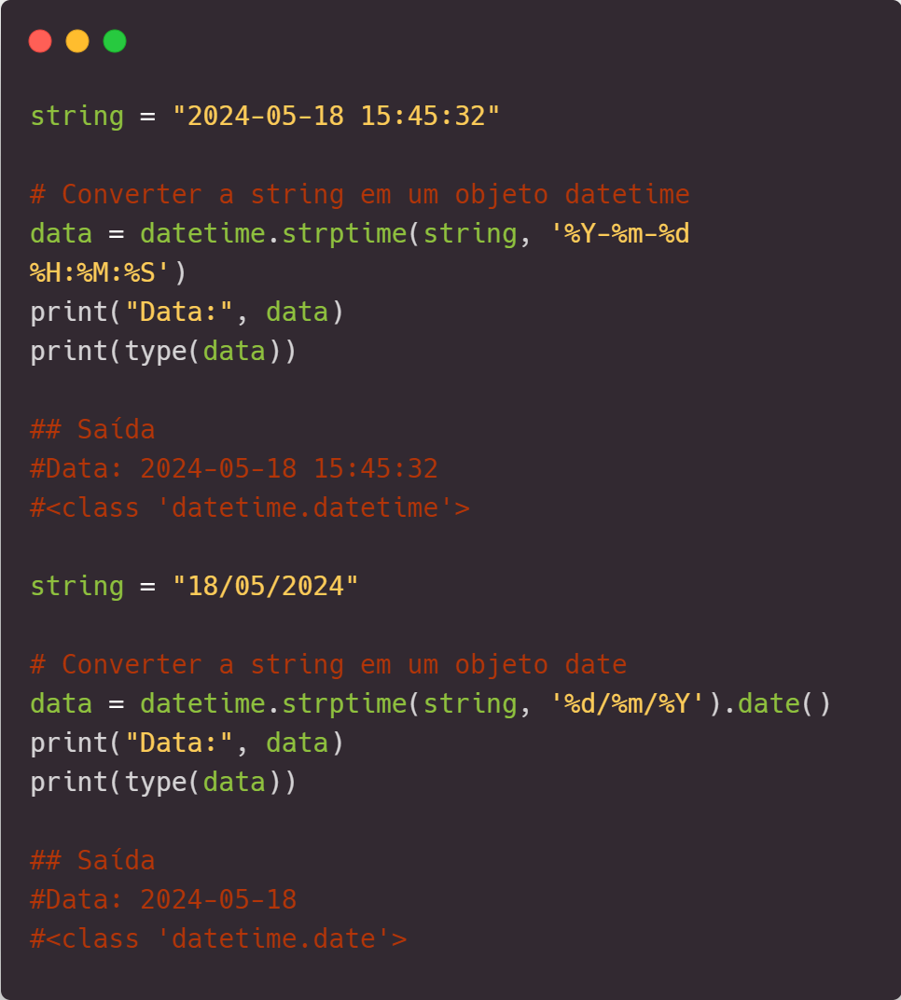 string = "2024-05-18 15:45:32"
# Converter a string em um objeto datetime
data = datetime.strptime(string, '%Y-%m-%d
%H:%M:%S')
print("Data:", data)
print(type(data))
## Saída
#Data: 2024-05-18 15:45:32
#<class 'datetime.datetime'>
string = "18/05/2024"
# Converter a string em um objeto date
data = datetime.strptime(string, '%d/%m/%Y').date()
print("Data:", data)
print(type(data))
## Saída
#Data: 2024-05-18
#<class 'datetime.date'>